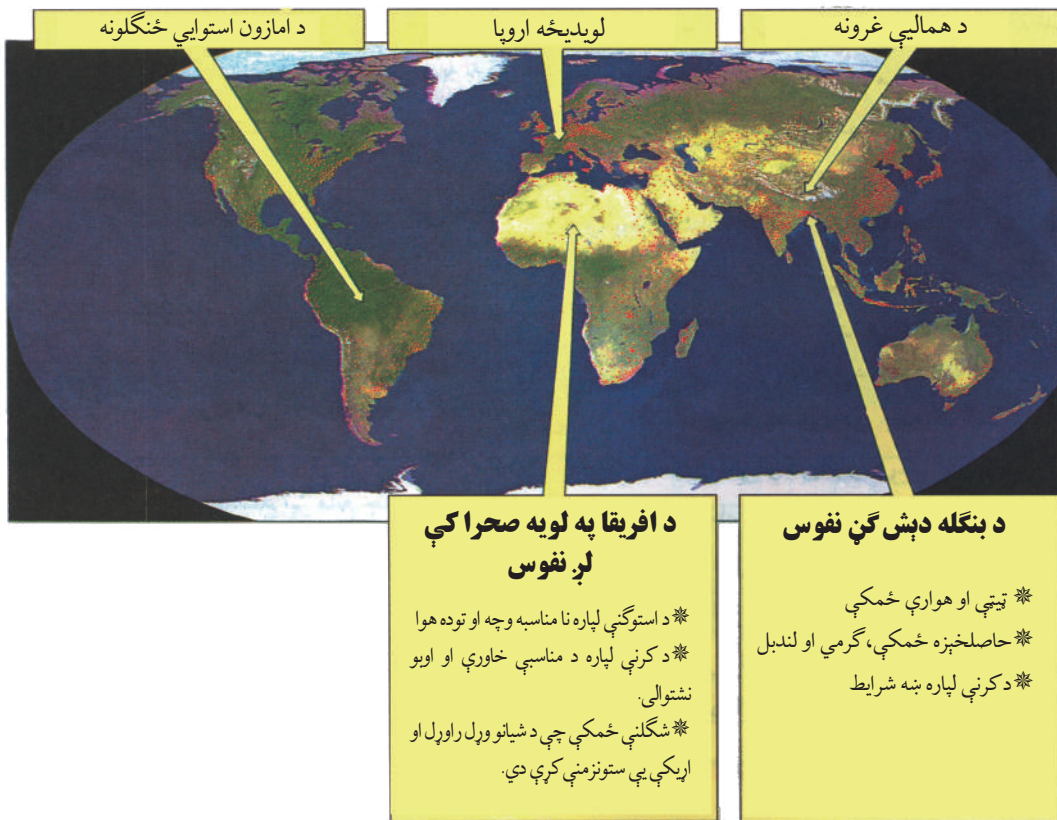 د همالیې غرونه
لویدیځه اروپا
د امازون استوایي ځنګلونه
د بنګله دېش ګڼ نفوس
※ ټیټې او هوارې ځمکې
※ حاصلخېزه ځمکې، ګرمي او لندبل
※ د کرنې لپاره ښه شرایط
د افریقا په لویه صحرا کې
لږ نفوس
※ د استوګنې لپاره نا مناسبه وچه او توده هوا
※ د کرنې لپاره د مناسبې خاورې او اوبو
نشتوالی.
※ شګلنې ځمکې چې د شیانو وړل راوړل او
اړیکې یې ستونزمنې کړې دي.